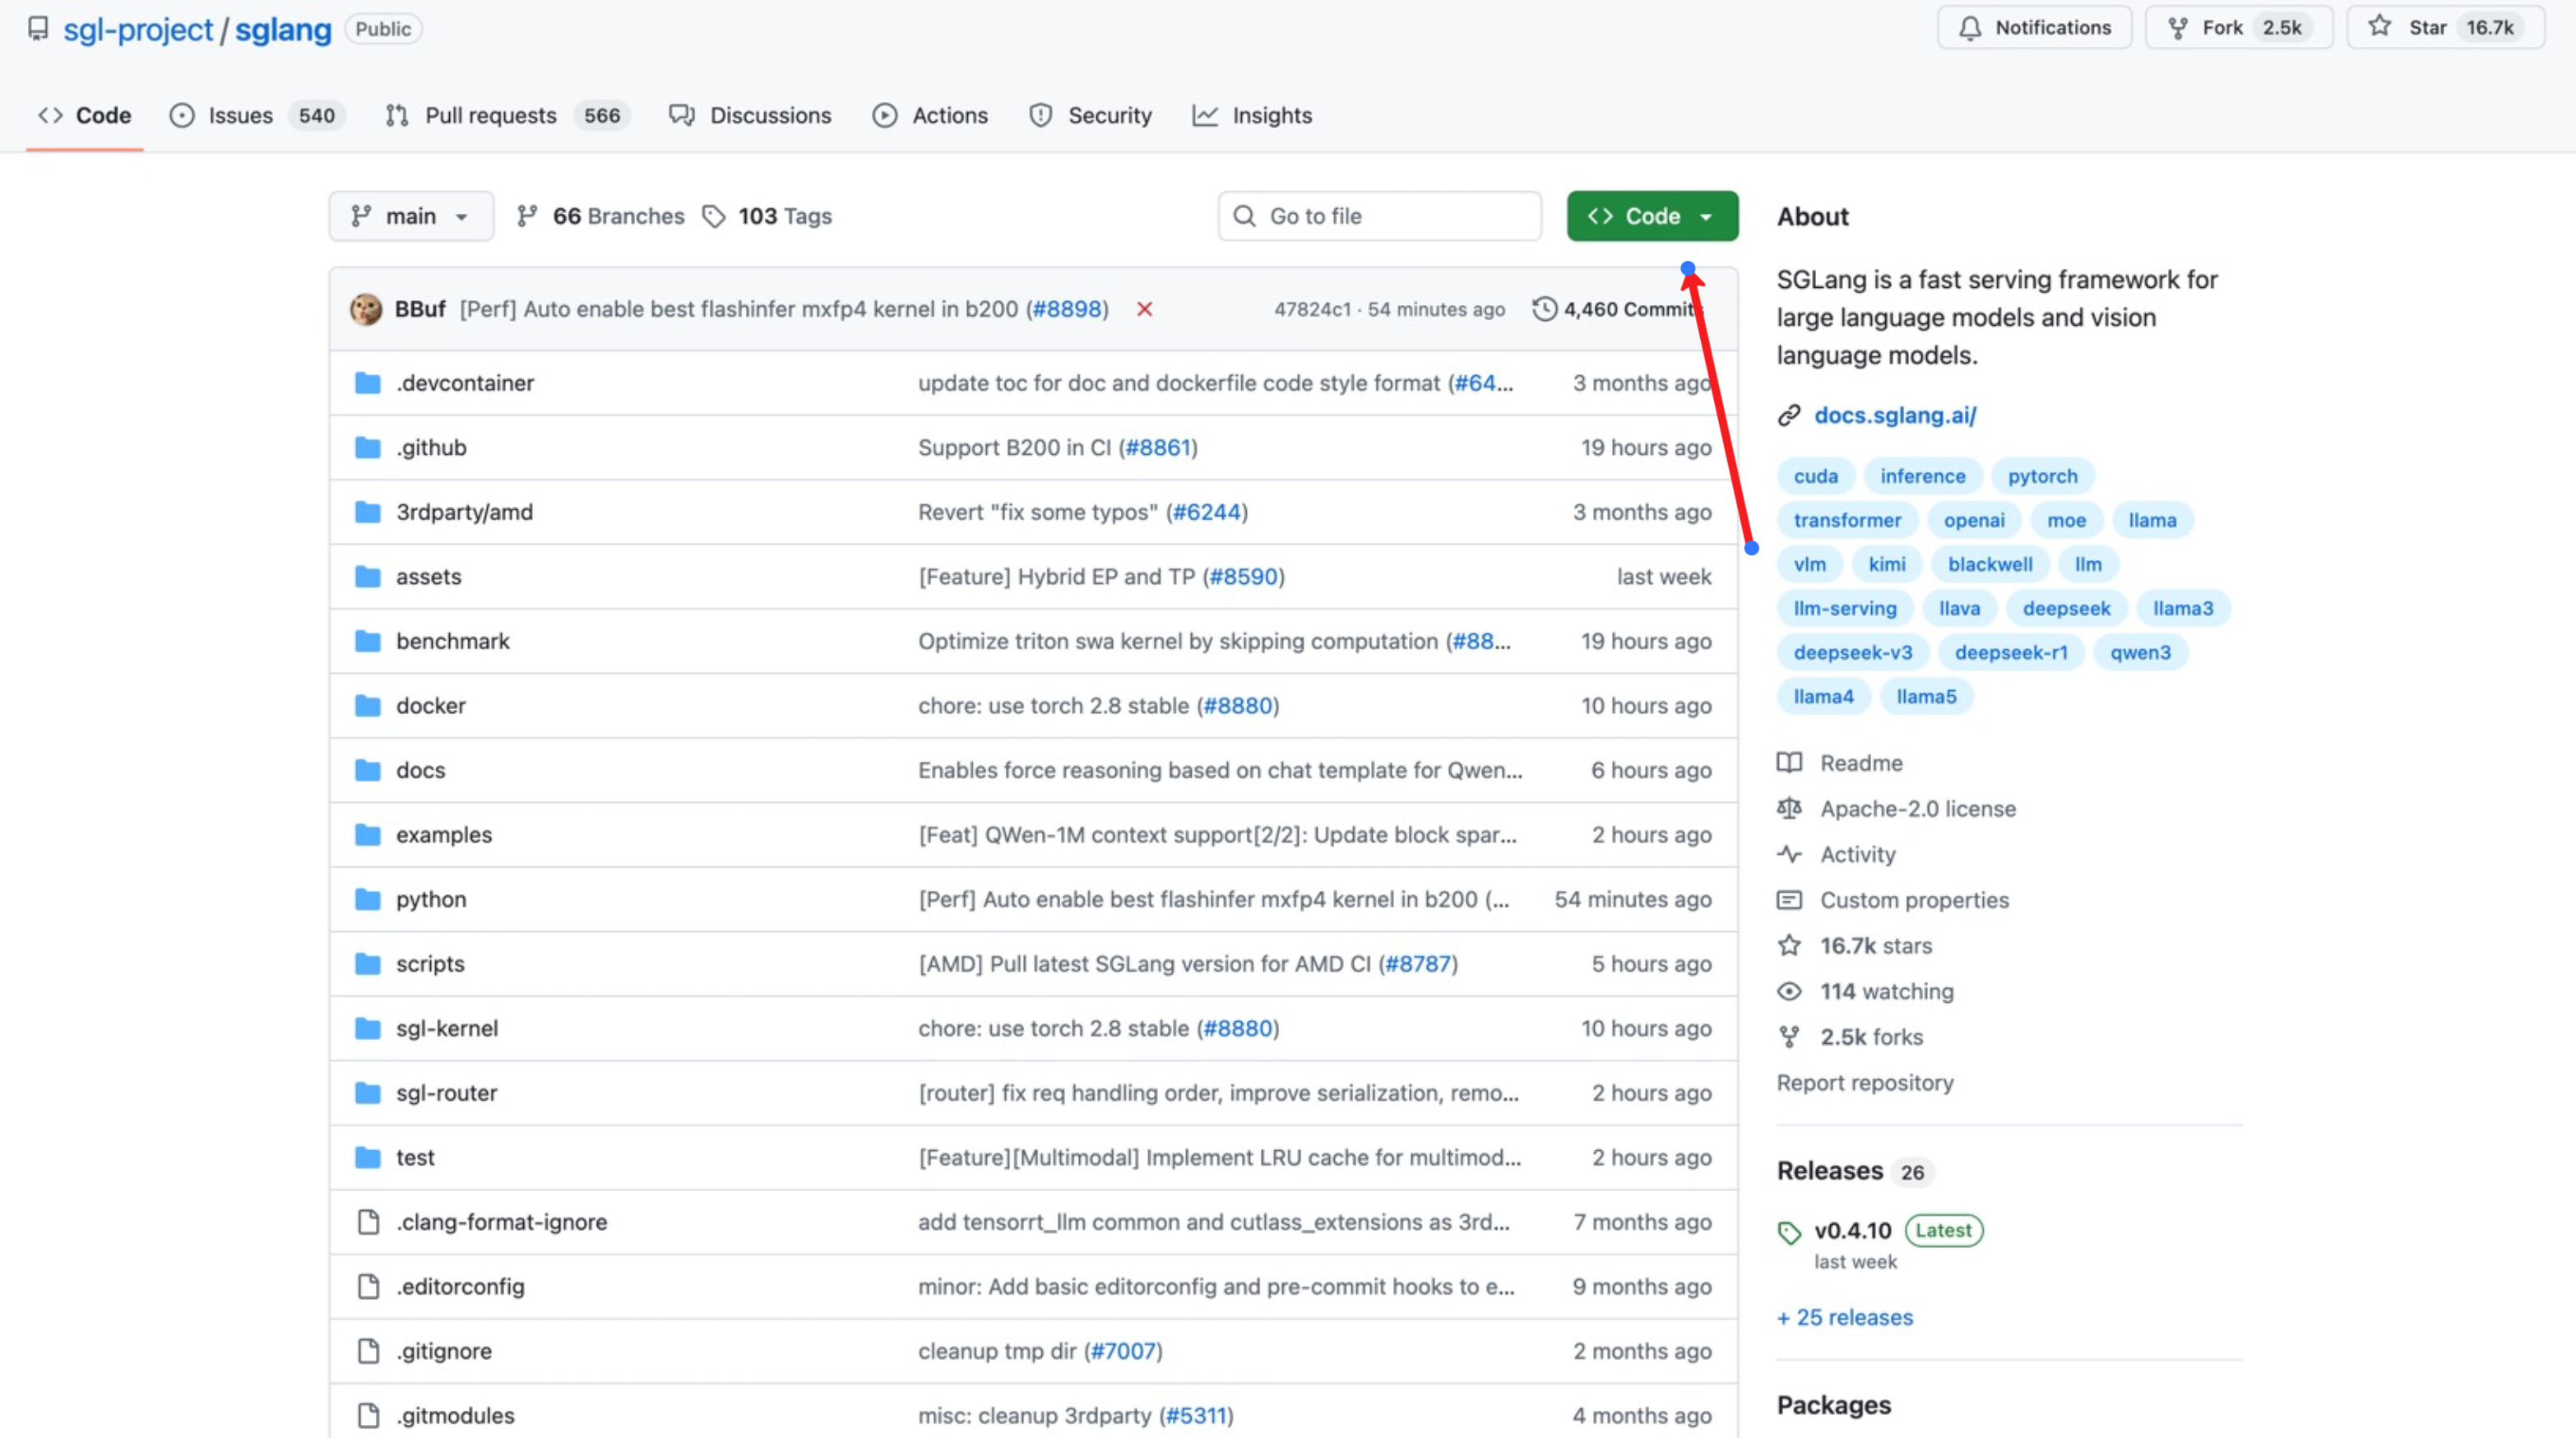 sgl-project / sglang Public
Notifications Fork 2.5k Star 16.7k
Code Issues 540 Pull requests 566 Discussions Actions Security Insights
main 66 Branches 103 Tags Go to file Code
BBuf [Perf] Auto enable best flashinfer mxfp4 kernel in b200 (#8898) 47824c1 · 54 minutes ago 4,460 Commits
.devcontainer update toc for doc and dockerfile code style format (#64... 3 months ago
.github Support B200 in CI (#8861) 19 hours ago
3rdparty/amd Revert "fix some typos" (#6244) 3 months ago
assets [Feature] Hybrid EP and TP (#8590) last week
benchmark Optimize triton swa kernel by skipping computation (#88... 19 hours ago
docker chore: use torch 2.8 stable (#8880) 10 hours ago
docs Enables force reasoning based on chat template for Qwen... 6 hours ago
examples [Feat] QWen-1M context support[2/2]: Update block spar... 2 hours ago
python [Perf] Auto enable best flashinfer mxfp4 kernel in b200 (... 54 minutes ago
scripts [AMD] Pull latest SGLang version for AMD CI (#8787) 5 hours ago
sgl-kernel chore: use torch 2.8 stable (#8880) 10 hours ago
sgl-router [router] fix req handling order, improve serialization, remo... 2 hours ago
test [Feature][Multimodal] Implement LRU cache for multimod... 2 hours ago
.clang-format-ignore add tensorrt_llm common and cutlass_extensions as 3rd... 7 months ago
.editorconfig minor: Add basic editorconfig and pre-commit hooks to e... 9 months ago
.gitignore cleanup tmp dir (#7007) 2 months ago
.gitmodules misc: cleanup 3rdparty (#5311) 4 months ago
About
SGLang is a fast serving framework for
large language models and vision
language models.
docs.sglang.ai/
cuda inference pytorch
transformer openai moe llama
vlm kimi blackwell llm
llm-serving llava deepseek llama3
deepseek-v3 deepseek-r1 qwen3
llama4 llama5
Readme
Apache-2.0 license
Activity
Custom properties
16.7k stars
114 watching
2.5k forks
Report repository
Releases 26
v0.4.10 Latest
last week
+ 25 releases
Packages